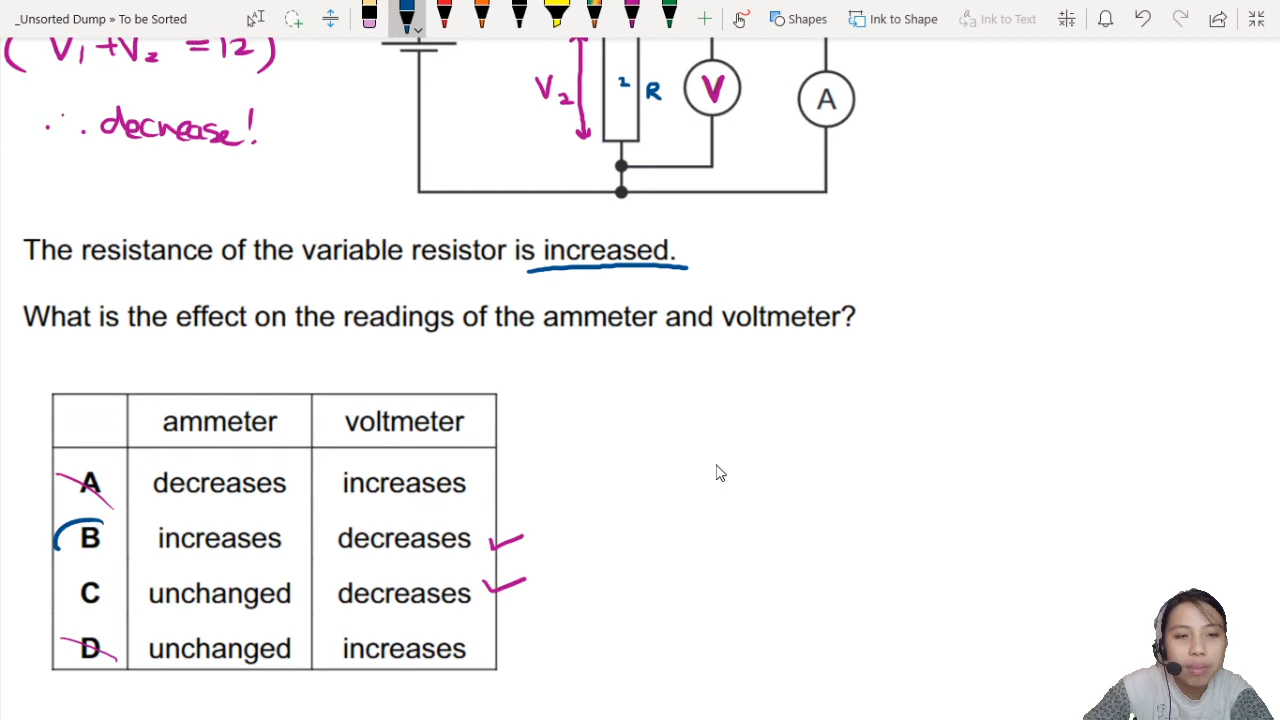 _Unsorted Dump » To be Sorted
Shapes
Ink to Shape
Ink to Text
(V₁ + V₂ = 12)
∴ decrease!
V₂
2
R
V
A
The resistance of the variable resistor is increased.
What is the effect on the readings of the ammeter and voltmeter?
ammeter voltmeter
A decreases increases
B increases decreases ✓
C unchanged decreases ✓
D unchanged increases